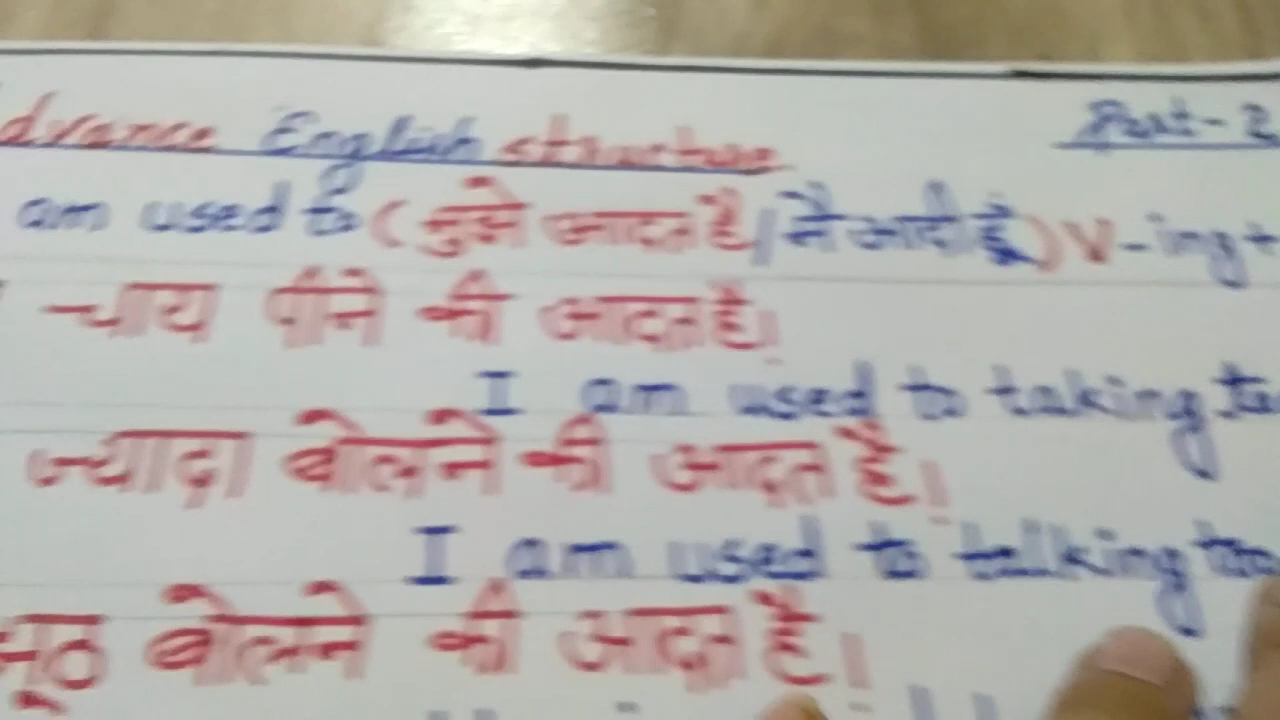 Advance English structure Part-2
am used to (मुझे आदत है/मैं आदी हूँ) V-ing+
चाय पीने की आदत है।
I am used to taking
ज्यादा बोलने की आदत है।
I am used to talking
झूठ बोलने की आदत है।